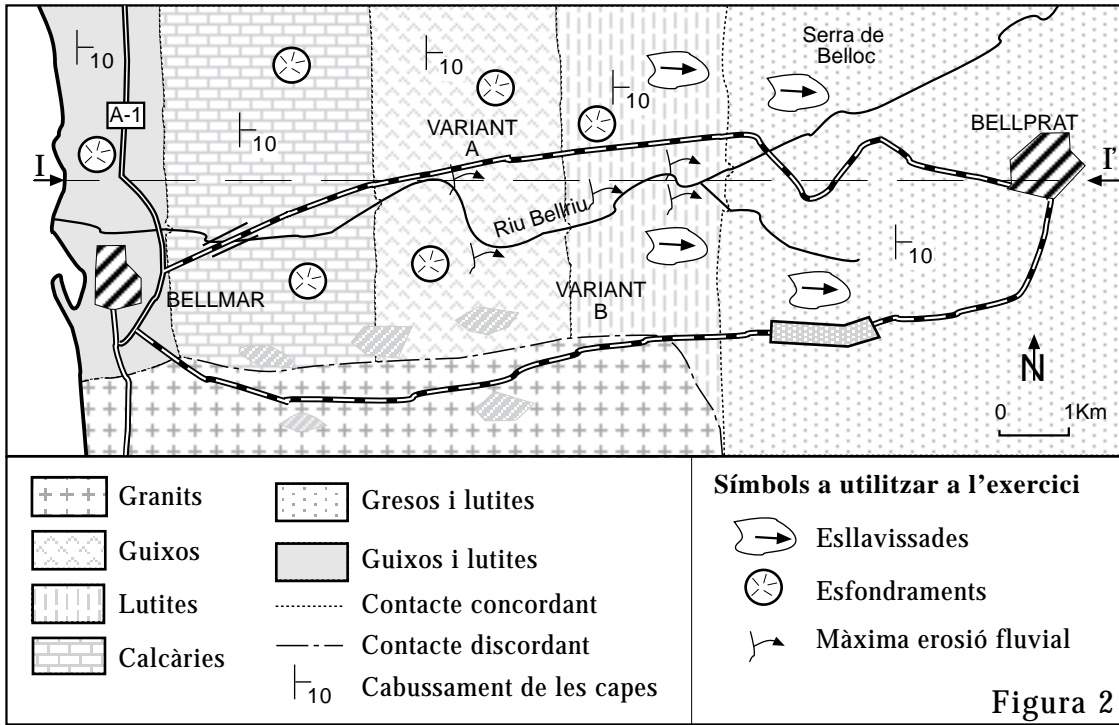 Serra de
Belloc
10
10
10
10
A-1
VARIANT
A
BELLPRAT
I
I'
Riu Bellriu
10
BELLMAR
VARIANT
B
N
0 1Km
Granits
Guixos
Lutites
Calcàries
Gresos i lutites
Guixos i lutites
Contacte concordant
Contacte discordant
10 Cabussament de les capes
Símbols a utilitzar a l'exercici
Esllavissades
Esfondraments
Màxima erosió fluvial
Figura 2